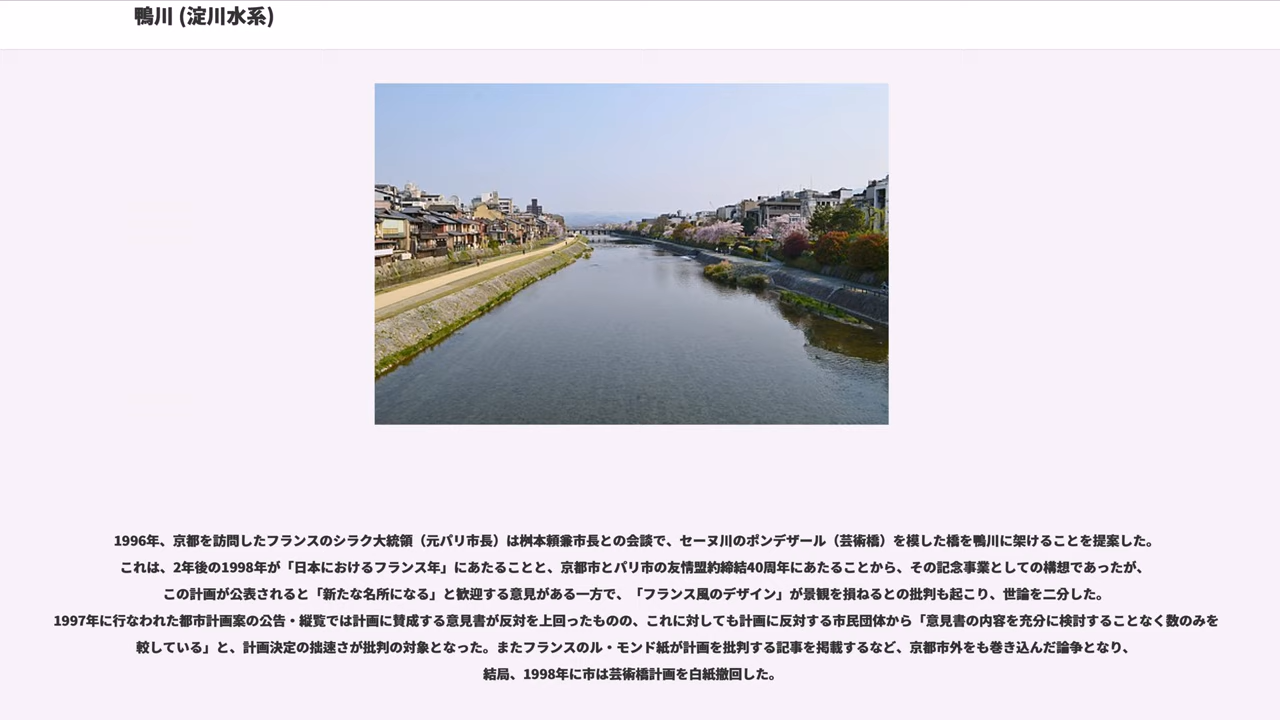 鴨川 (淀川水系)
1996年、京都を訪問したフランスのシラク大統領（元パリ市長）は桝本頼兼市長との会談で、セーヌ川のポンデザール（芸術橋）を模した橋を鴨川に架けることを提案した。
これは、2年後の1998年が「日本におけるフランス年」にあたることと、京都市とパリ市の友情盟約締結40周年にあたることから、その記念事業としての構想であったが、
この計画が公表されると「新たな名所になる」と歓迎する意見がある一方で、「フランス風のデザイン」が景観を損ねるとの批判も起こり、世論を二分した。
1997年に行なわれた都市計画案の公告・縦覧では計画に賛成する意見書が反対を上回ったものの、これに対しても計画に反対する市民団体から「意見書の内容を充分に検討することなく数のみを
較している」と、計画決定の拙速さが批判の対象となった。またフランスのル・モンド紙が計画を批判する記事を掲載するなど、京都市外をも巻き込んだ論争となり、
結局、1998年に市は芸術橋計画を白紙撤回した。